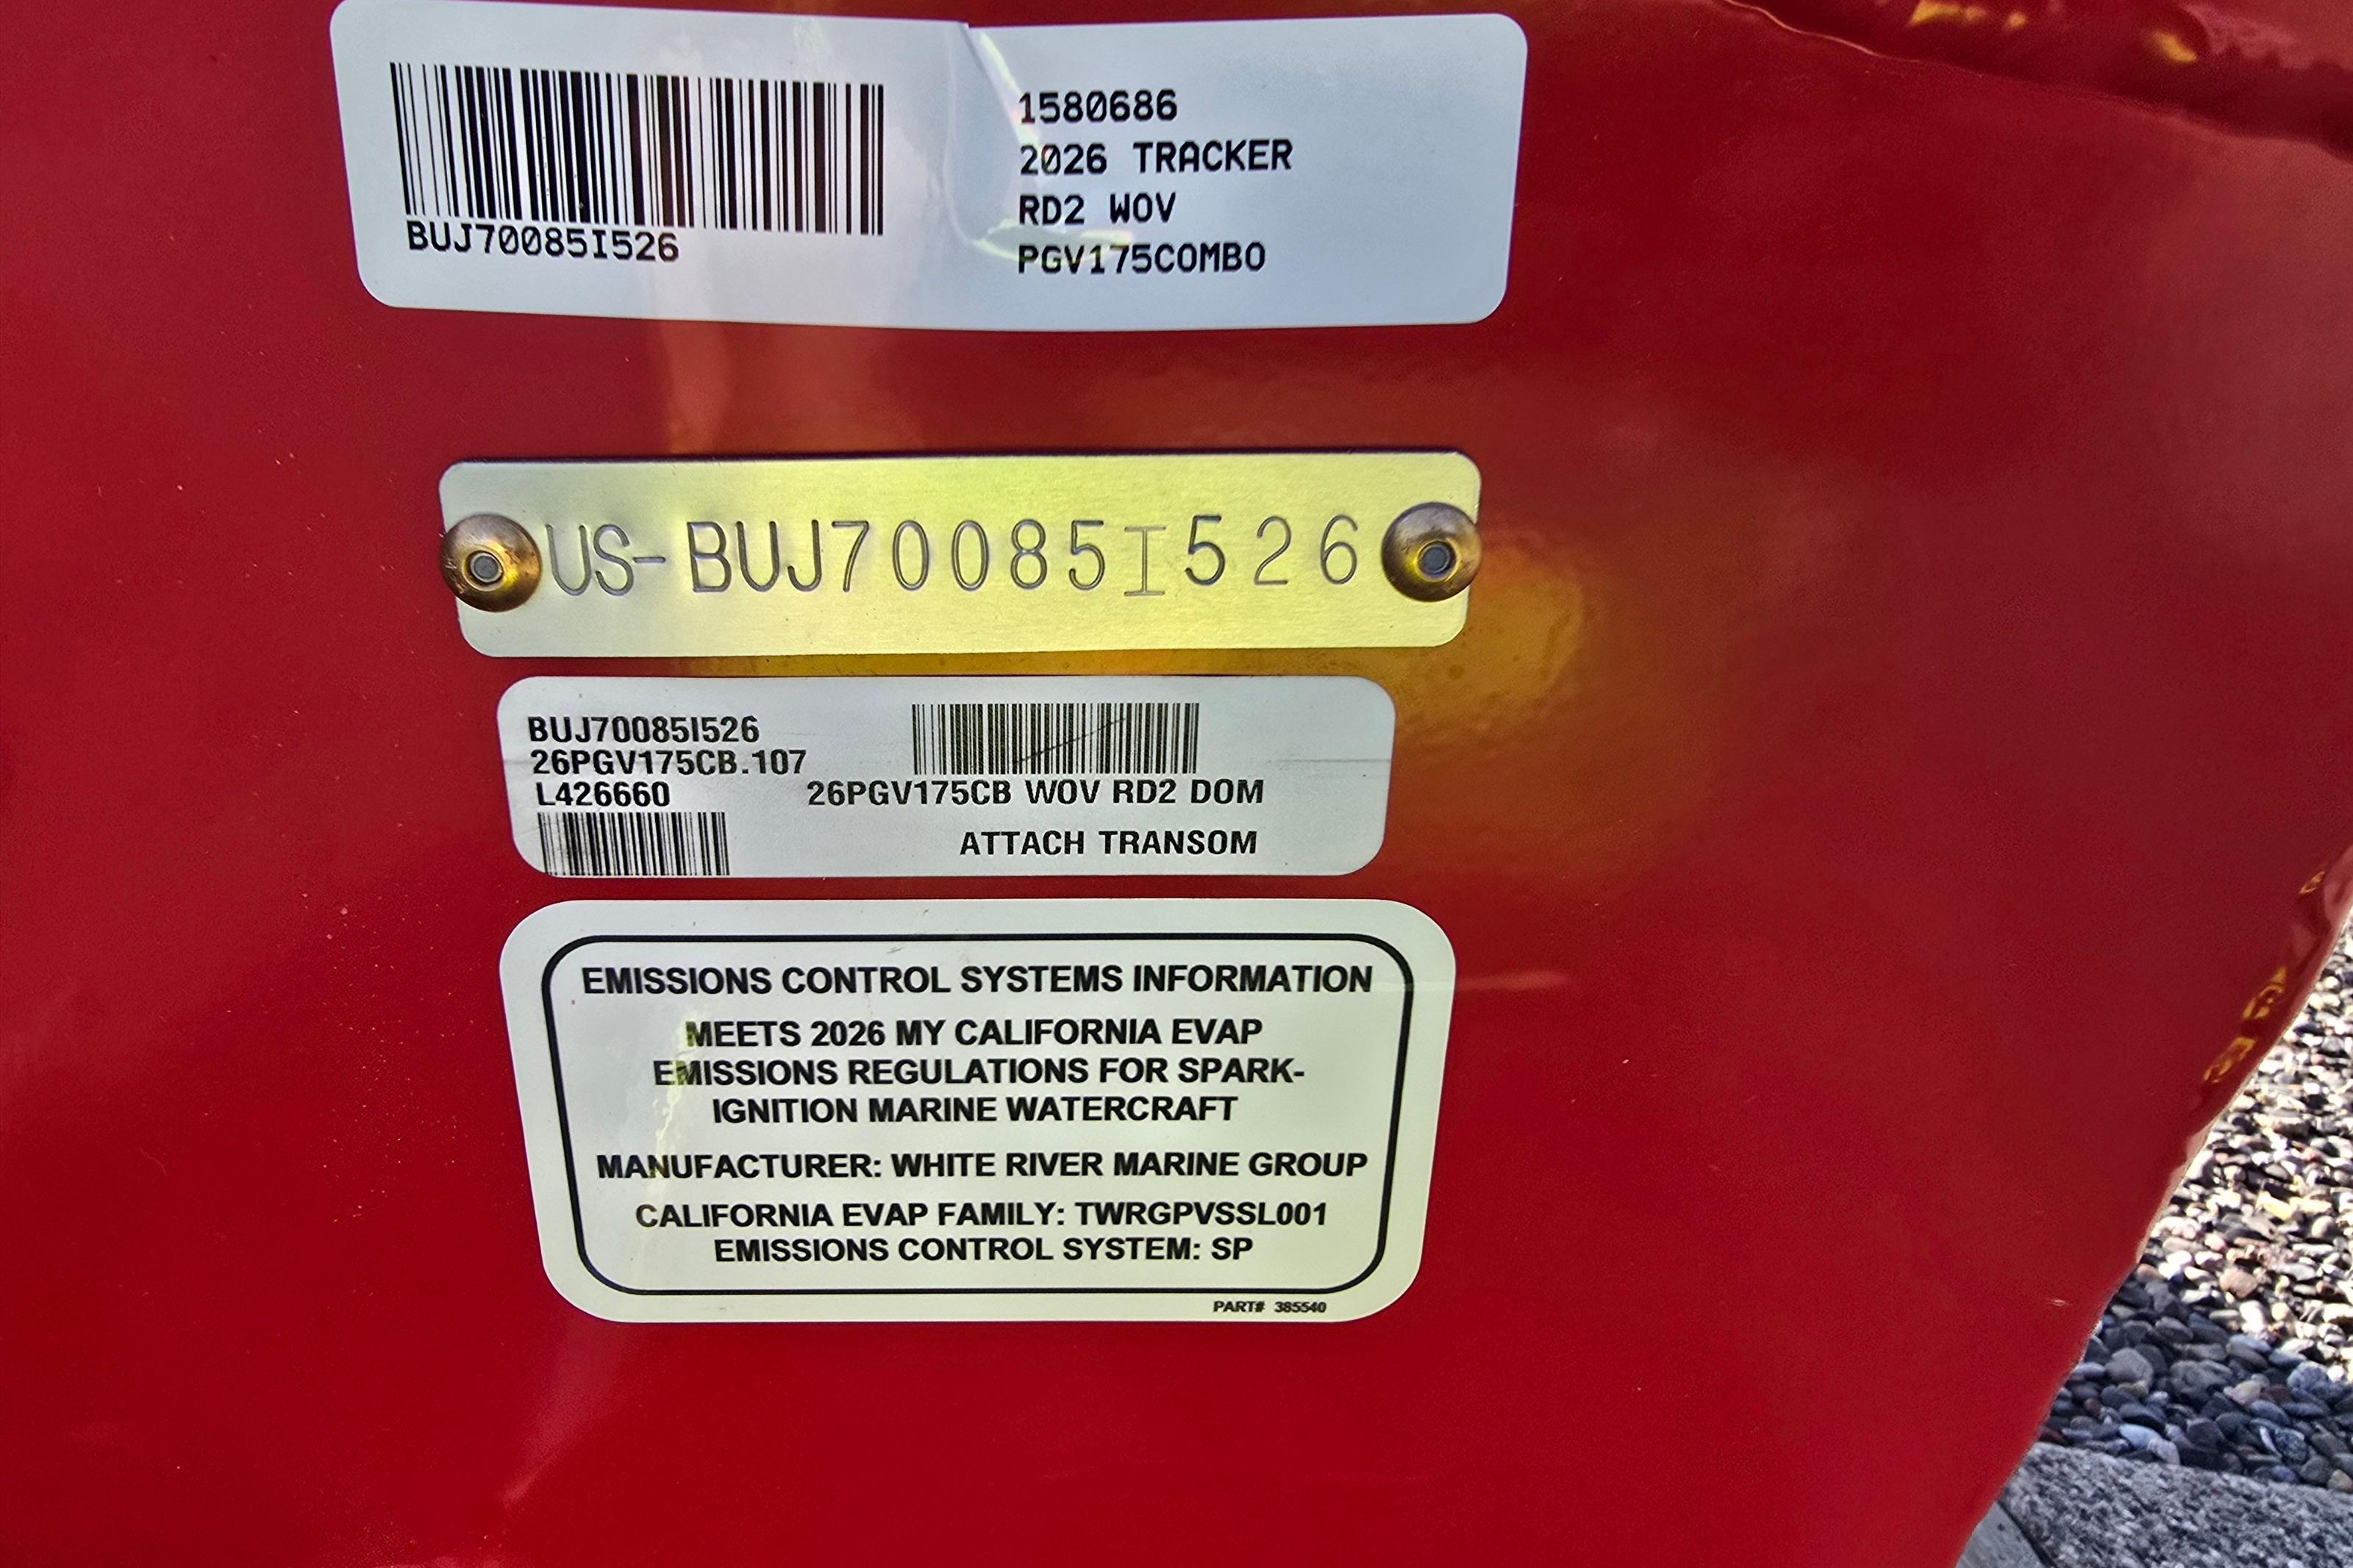 BUJ70085I526
1580686
2026 TRACKER
RD2 WOV
PGV175COMBO
US-BUJ70085I526
BUJ70085I526
26PGV175CB.107
L426660
26PGV175CB WOV RD2 DOM
ATTACH TRANSOM
EMISSIONS CONTROL SYSTEMS INFORMATION
MEETS 2026 MY CALIFORNIA EVAP
EMISSIONS REGULATIONS FOR SPARK-
IGNITION MARINE WATERCRAFT
MANUFACTURER: WHITE RIVER MARINE GROUP
CALIFORNIA EVAP FAMILY: TWRGPVSSL001
EMISSIONS CONTROL SYSTEM: SP
PART# 385540